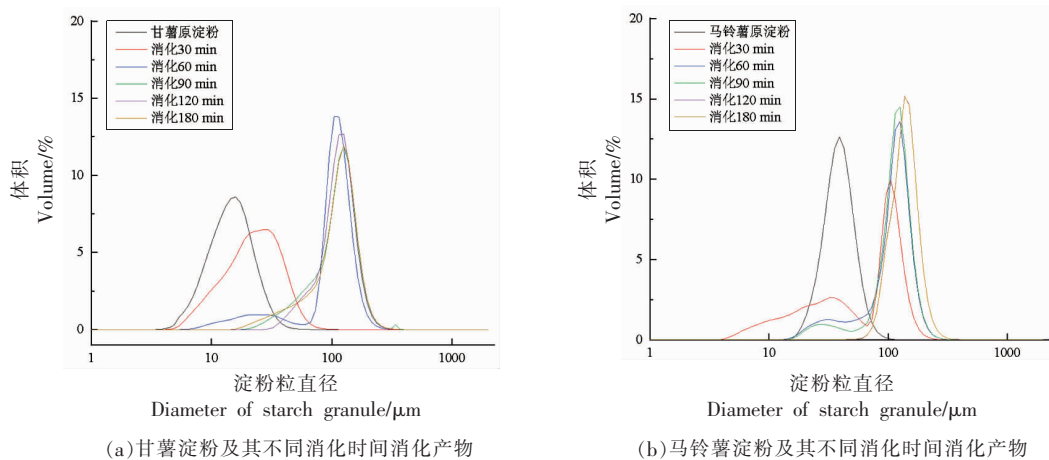 20
15
10
5
0
体积
Volume/%
甘薯原淀粉
消化30 min
消化60 min
消化90 min
消化120 min
消化180 min
1 10 100 1000
淀粉粒直径
Diameter of starch granule/μm
(a)甘薯淀粉及其不同消化时间消化产物
20
15
10
5
0
体积
Volume/%
马铃薯原淀粉
消化30 min
消化60 min
消化90 min
消化120 min
消化180 min
1 10 100 1000
淀粉粒直径
Diameter of starch granule/μm
(b)马铃薯淀粉及其不同消化时间消化产物